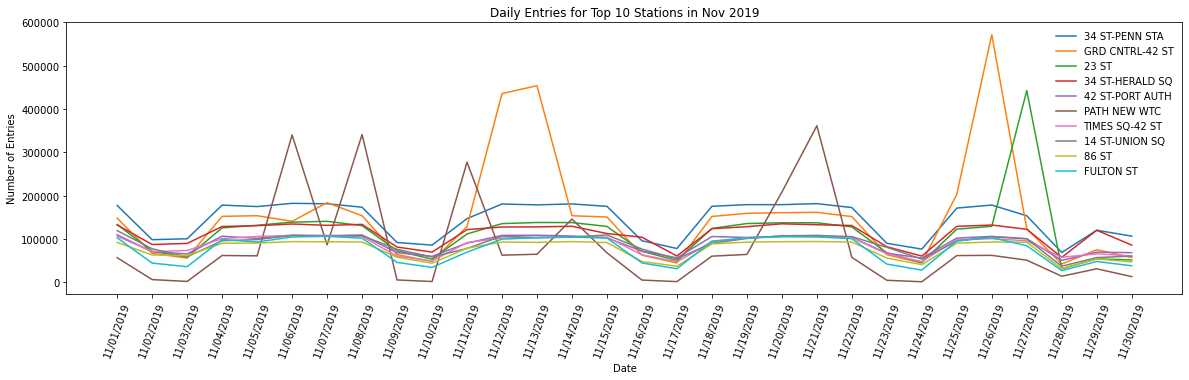 Daily Entries for Top 10 Stations in Nov 2019
Number of Entries
600000
500000
400000
300000
200000
100000
0
34 ST-PENN STA
GRD CNTRL-42 ST
23 ST
34 ST-HERALD SQ
42 ST-PORT AUTH
PATH NEW WTC
TIMES SQ-42 ST
14 ST-UNION SQ
86 ST
FULTON ST
11/01/2019
11/02/2019
11/03/2019
11/04/2019
11/05/2019
11/06/2019
11/07/2019
11/08/2019
11/09/2019
11/10/2019
11/11/2019
11/12/2019
11/13/2019
11/14/2019
11/15/2019
11/16/2019
11/17/2019
11/18/2019
11/19/2019
11/20/2019
11/21/2019
11/22/2019
11/23/2019
11/24/2019
11/25/2019
11/26/2019
11/27/2019
11/28/2019
11/29/2019
11/30/2019
Date